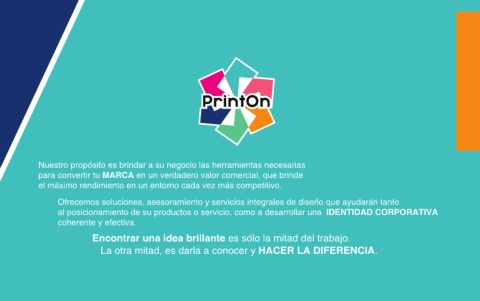 PrintOn
Nuestro propósito es brindar a su negocio las herramientas necesarias
para convertir tu MARCA en un verdadero valor comercial, que brinde
el máximo rendimiento en un entorno cada vez más competitivo.
Ofrecemos soluciones, asesoramiento y servicios integrales de diseño que ayudarán tanto
al posicionamiento de su productos o servicio, como a desarrollar una IDENTIDAD CORPORATIVA
coherente y efectiva.
Encontrar una idea brillante es sólo la mitad del trabajo.
La otra mitad, es darla a conocer y HACER LA DIFERENCIA.